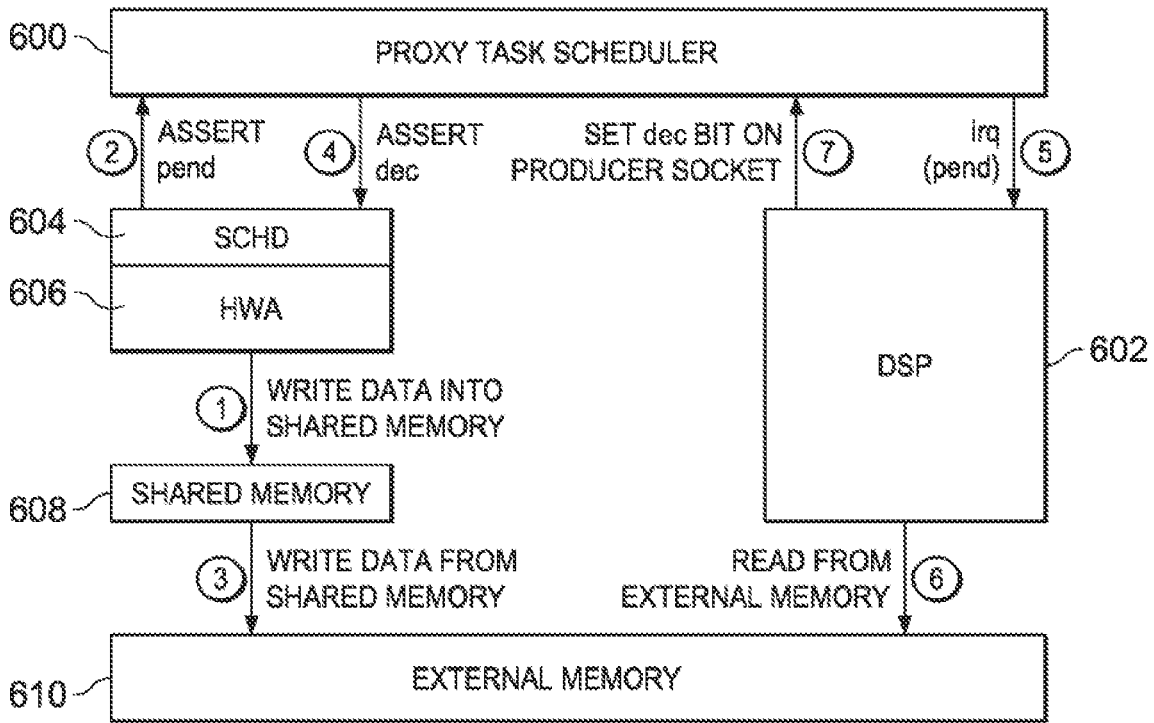 600
PROXY TASK SCHEDULER
2
ASSERT
pend
4
ASSERT
dec
SET dec BIT ON
PRODUCER SOCKET
7
irq
(pend)
5
604
SCHD
606
HWA
DSP
602
1
WRITE DATA INTO
SHARED MEMORY
608
SHARED MEMORY
3
WRITE DATA FROM
SHARED MEMORY
READ FROM
EXTERNAL MEMORY
6
610
EXTERNAL MEMORY